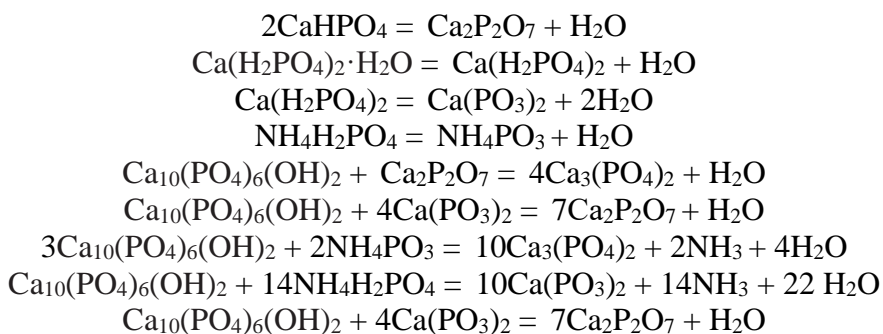 2CaHPO₄ = Ca₂P₂O₇ + H₂O
Ca(H₂PO₄)₂·H₂O = Ca(H₂PO₄)₂ + H₂O
Ca(H₂PO₄)₂ = Ca(PO₃)₂ + 2H₂O
NH₄H₂PO₄ = NH₄PO₃ + H₂O
Ca₁₀(PO₄)₆(OH)₂ + Ca₂P₂O₇ = 4Ca₃(PO₄)₂ + H₂O
Ca₁₀(PO₄)₆(OH)₂ + 4Ca(PO₃)₂ = 7Ca₂P₂O₇ + H₂O
3Ca₁₀(PO₄)₆(OH)₂ + 2NH₄PO₃ = 10Ca₃(PO₄)₂ + 2NH₃ + 4H₂O
Ca₁₀(PO₄)₆(OH)₂ + 14NH₄H₂PO₄ = 10Ca(PO₃)₂ + 14NH₃ + 22 H₂O
Ca₁₀(PO₄)₆(OH)₂ + 4Ca(PO₃)₂ = 7Ca₂P₂O₇ + H₂O